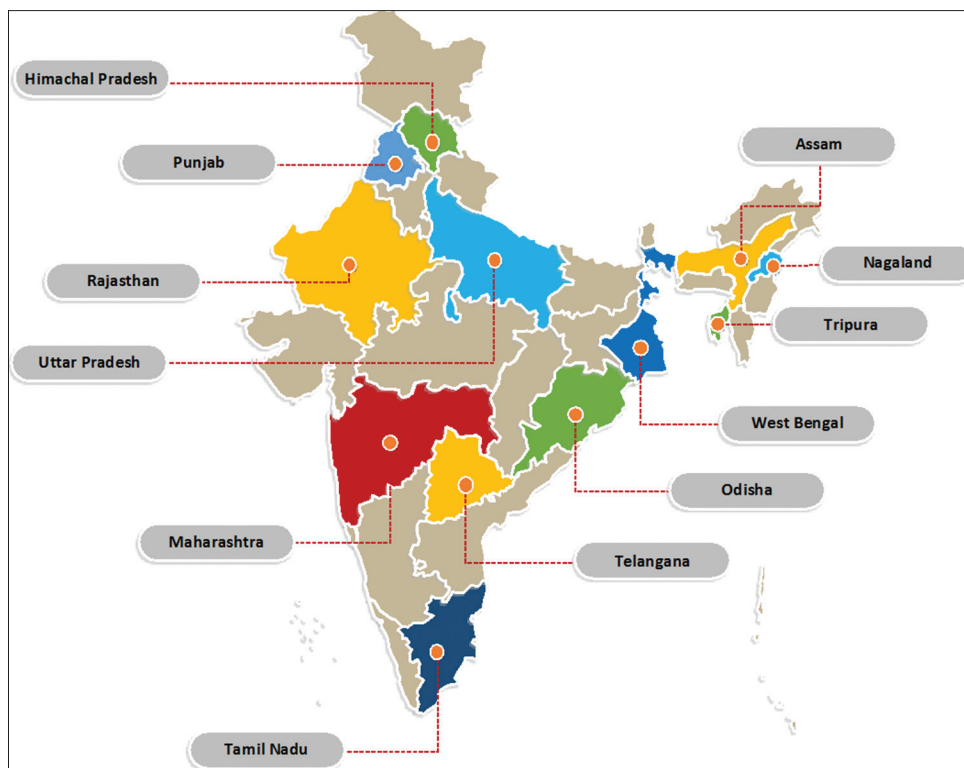 Himachal Pradesh
Assam
Punjab
Nagaland
Rajasthan
Tripura
Uttar Pradesh
West Bengal
Odisha
Maharashtra
Telangana
Tamil Nadu